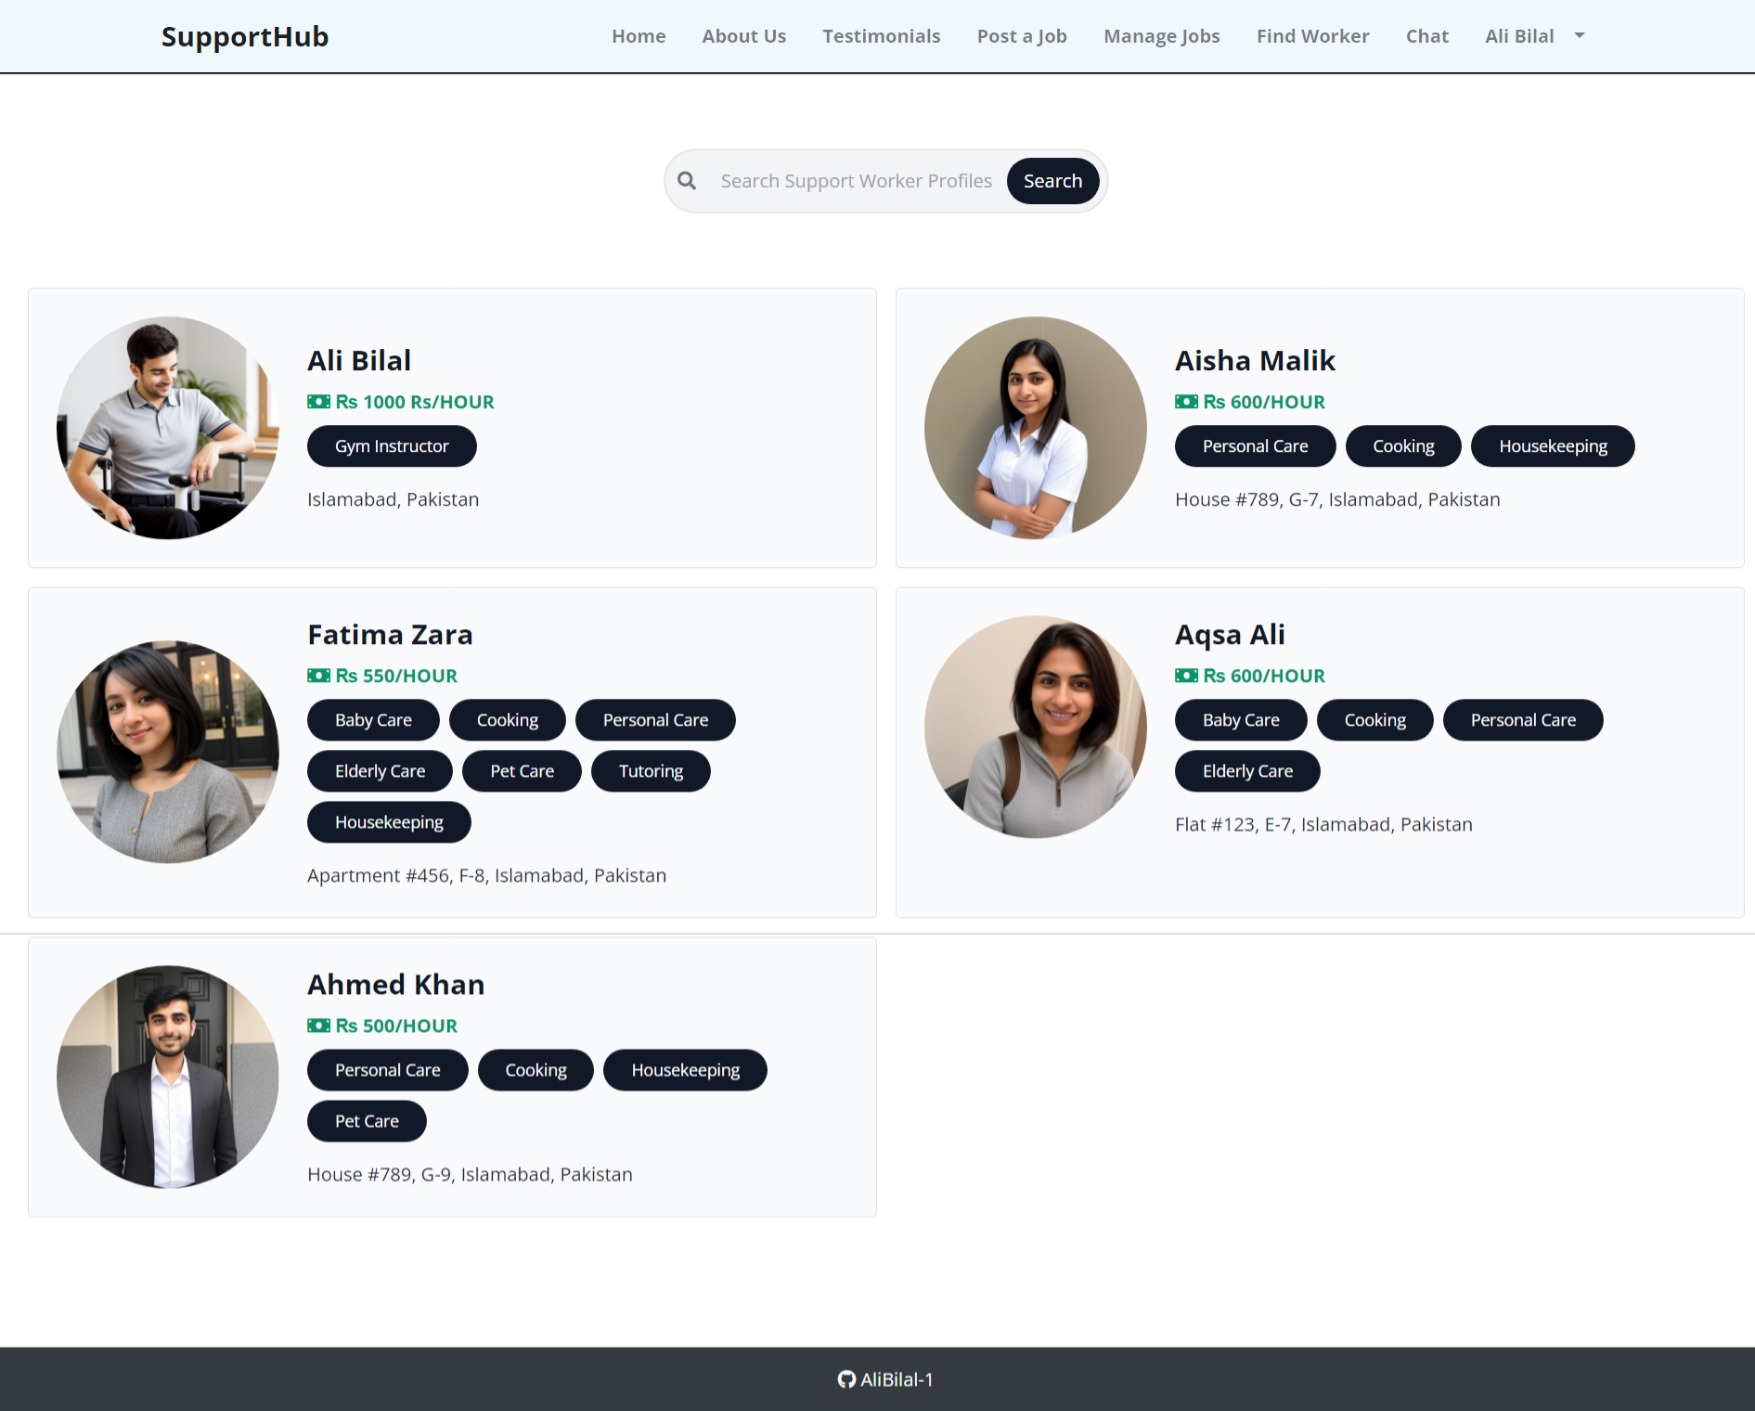 SupportHub Home About Us Testimonials Post a Job Manage Jobs Find Worker Chat Ali Bilal
Search Support Worker Profiles Search
Ali Bilal
Rs 1000 Rs/HOUR
Gym Instructor
Islamabad, Pakistan
Aisha Malik
Rs 600/HOUR
Personal Care Cooking Housekeeping
House #789, G-7, Islamabad, Pakistan
Fatima Zara
Rs 550/HOUR
Baby Care Cooking Personal Care
Elderly Care Pet Care Tutoring
Housekeeping
Apartment #456, F-8, Islamabad, Pakistan
Aqsa Ali
Rs 600/HOUR
Baby Care Cooking Personal Care
Elderly Care
Flat #123, E-7, Islamabad, Pakistan
Ahmed Khan
Rs 500/HOUR
Personal Care Cooking Housekeeping
Pet Care
House #789, G-9, Islamabad, Pakistan
AliBilal-1